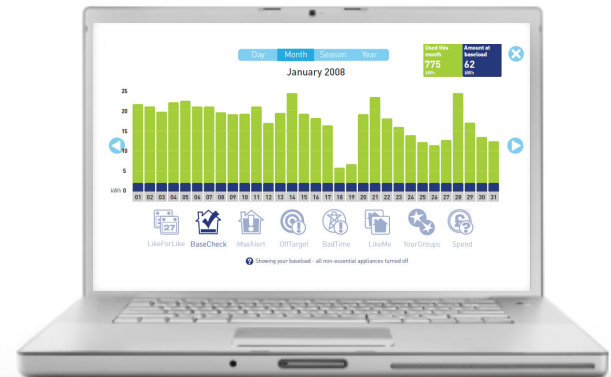 Day Month Season Year
January 2008
Used this month
775
kWh
Amount at baseload
62
kWh
25
20
15
10
5
kWh 0
01 02 03 04 05 06 07 08 09 10 11 12 13 14 15 16 17 18 19 20 21 22 23 24 25 26 27 28 29 30 31
27
LikeForLike BaseCheck MaxAlert OffTarget BadTime LikeMe YourGroups Spend
? Showing your baseload - all non-essential appliances turned off